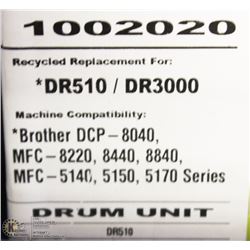 1002020
Recycled Replacement For:
*DR510 / DR3000
Machine Compatibility:
*Brother DCP-8040,
MFC-8220, 8440, 8840,
MFC-5140, 5150, 5170 Series
DRUM UNIT
DR510